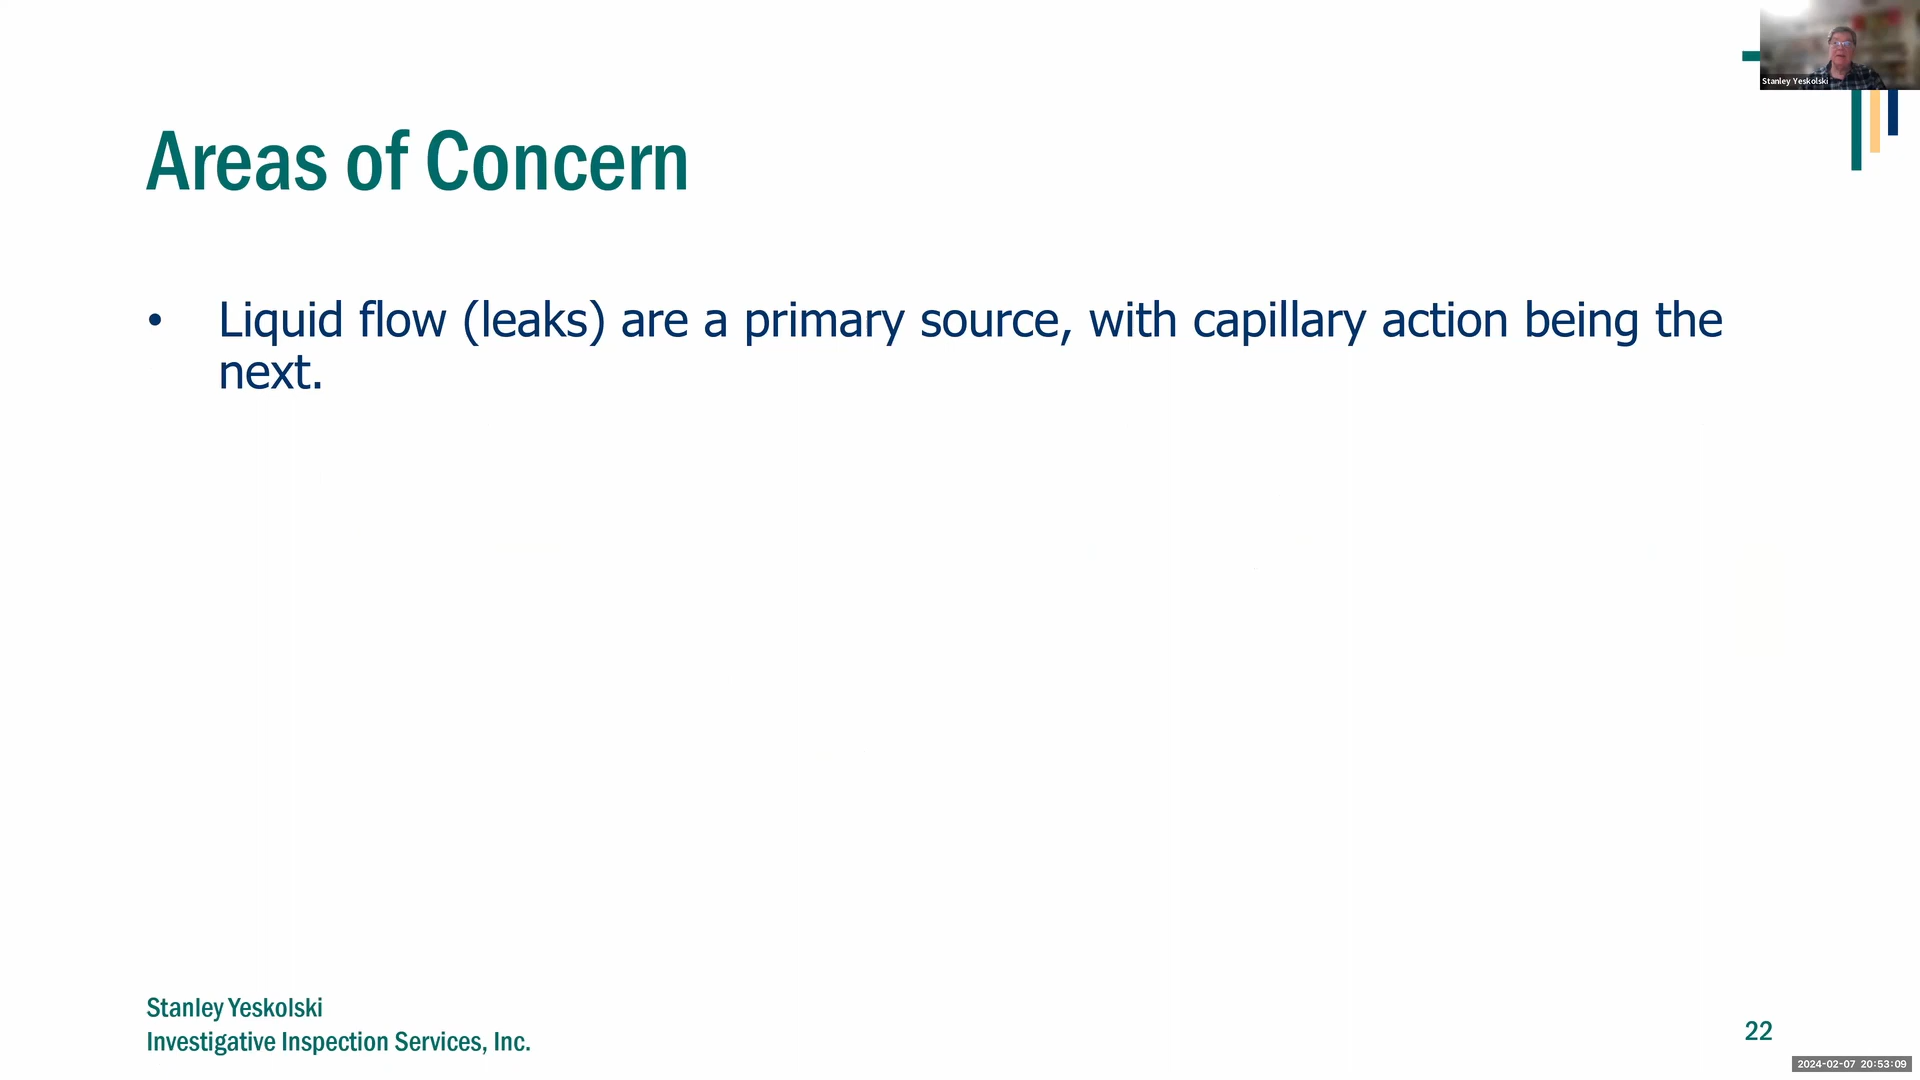 Stanley Yeskolski
Areas of Concern
• Liquid flow (leaks) are a primary source, with capillary action being the
next.
Stanley Yeskolski
Investigative Inspection Services, Inc.
22
2024-02-07 20:53:09